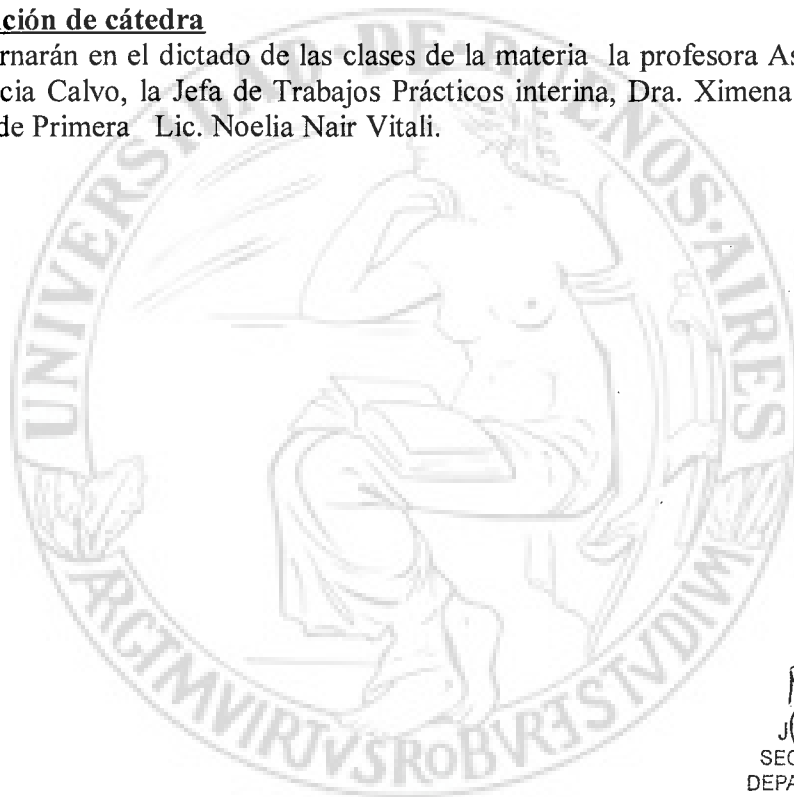 ción de cátedra
rnarán en el dictado de las clases de la materia la profesora As
cia Calvo, la Jefa de Trabajos Prácticos interina, Dra. Ximena
de Primera Lic. Noelia Nair Vitali.
UNIVERSIDAD·DE·BUENOS·AIRES
ARGTMVIRTVSROBVRETSTVDIVM
SEC
DEPA